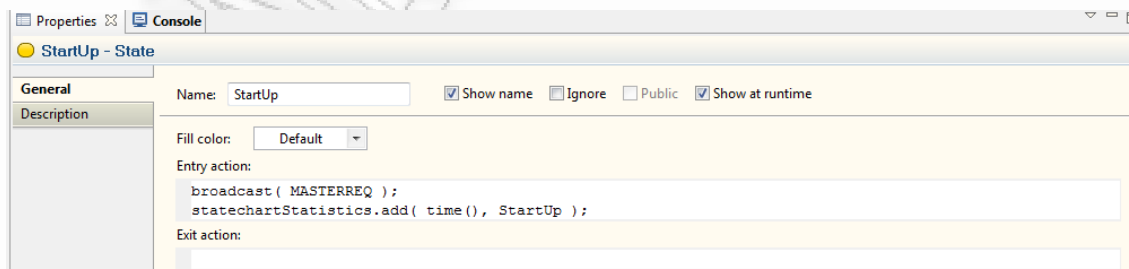 Properties Console
StartUp - State
General
Description
Name: StartUp Show name Ignore Public Show at runtime
Fill color: Default
Entry action:
broadcast( MASTERREQ );
statechartStatistics.add( time(), StartUp );
Exit action: